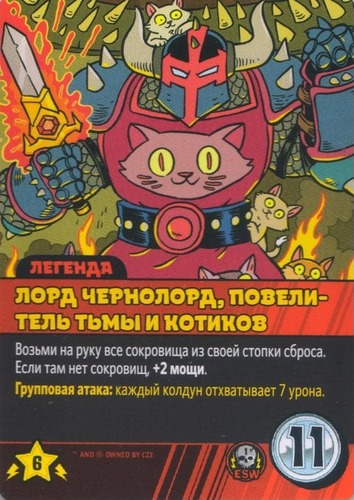 ЛЕГЕНДА
ЛОРД ЧЕРНОЛОРД, ПОВЕЛИ-
ТЕЛЬ ТЬМЫ И КОТИКОВ
Возьми на руку все сокровища из своей стопки сброса.
Если там нет сокровищ, +2 мощи.
Групповая атака: каждый колдун отхватывает 7 урона.
6
™ AND ® OWNED BY CZE
ESW
11